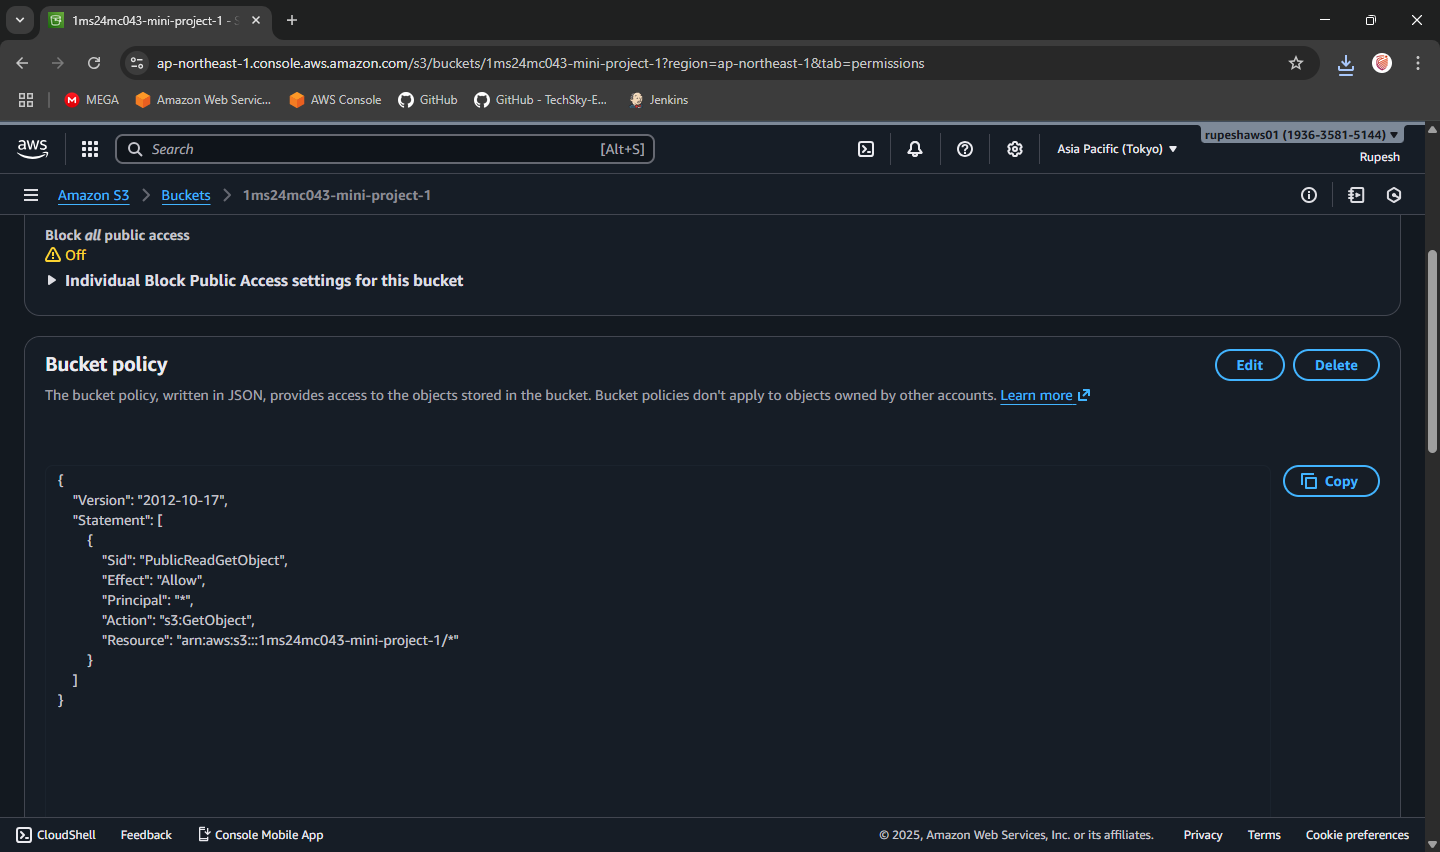 1ms24mc043-mini-project-1 - S
ap-northeast-1.console.aws.amazon.com/s3/buckets/1ms24mc043-mini-project-1?region=ap-northeast-1&tab=permissions
MEGA
Amazon Web Servic...
AWS Console
GitHub
GitHub - TechSky-E...
Jenkins
aws
Search
[Alt+S]
Asia Pacific (Tokyo)
rupeshaws01 (1936-3581-5144)
Rupesh
Amazon S3
Buckets
1ms24mc043-mini-project-1
Block all public access
Off
Individual Block Public Access settings for this bucket
Bucket policy
Edit
Delete
The bucket policy, written in JSON, provides access to the objects stored in the bucket. Bucket policies don't apply to objects owned by other accounts. Learn more
Copy
{
"Version": "2012-10-17",
"Statement": [
{
"Sid": "PublicReadGetObject",
"Effect": "Allow",
"Principal": "*",
"Action": "s3:GetObject",
"Resource": "arn:aws:s3:::1ms24mc043-mini-project-1/*"
}
]
}
CloudShell
Feedback
Console Mobile App
© 2025, Amazon Web Services, Inc. or its affiliates.
Privacy
Terms
Cookie preferences